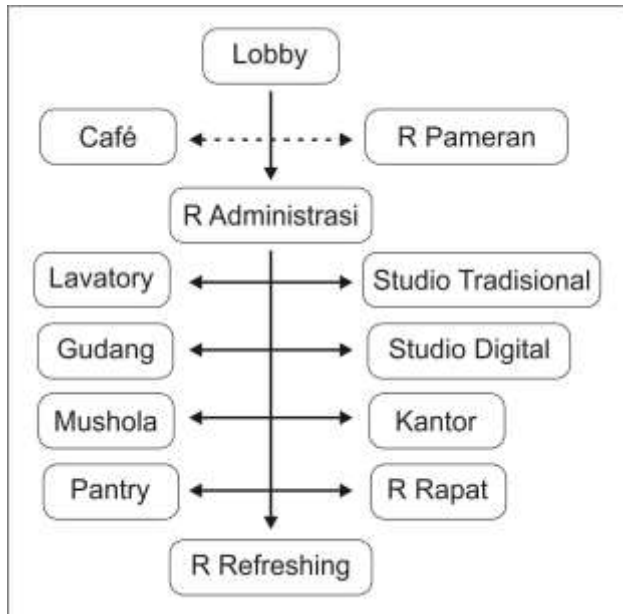 Lobby
Café
R Pameran
R Administrasi
Lavatory
Studio Tradisional
Gudang
Studio Digital
Mushola
Kantor
Pantry
R Rapat
R Refreshing